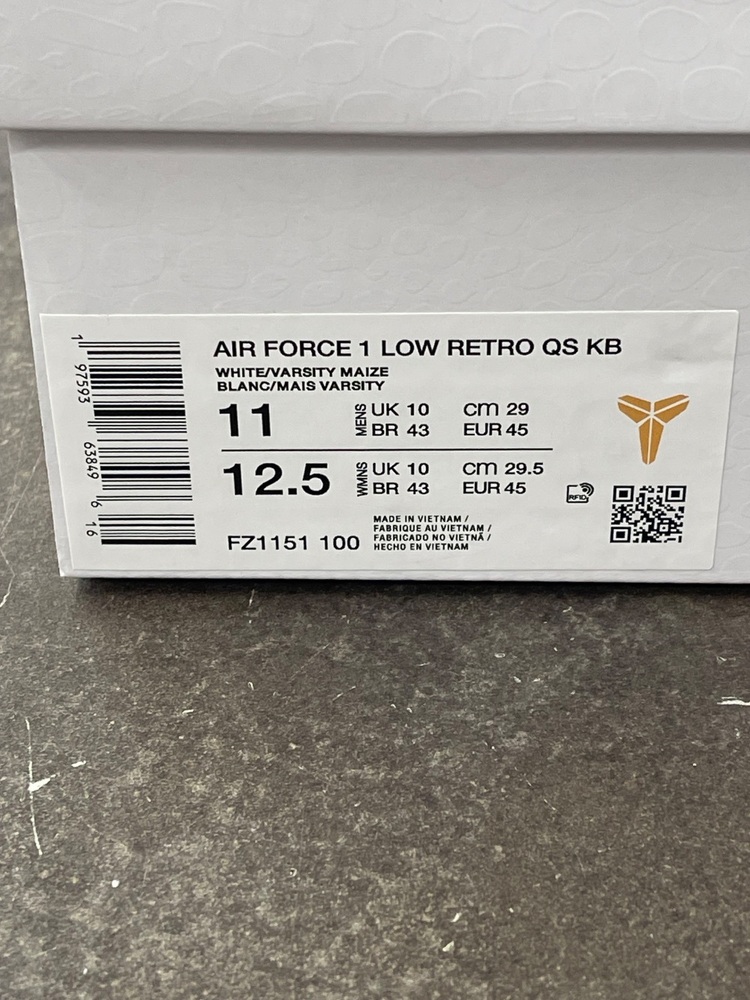 AIR FORCE 1 LOW RETRO QS KB
WHITE/VARSITY MAIZE
BLANC/MAIS VARSITY
11 MENS UK 10 cm 29
BR 43 EUR 45
12.5 WMNS UK 10 cm 29.5
BR 43 EUR 45
FZ1151 100
MADE IN VIETNAM /
FABRIQUE AU VIETNAM /
FABRICADO NO VIETNÃ /
HECHO EN VIETNAM
RFID
1 97593 63849 6 16